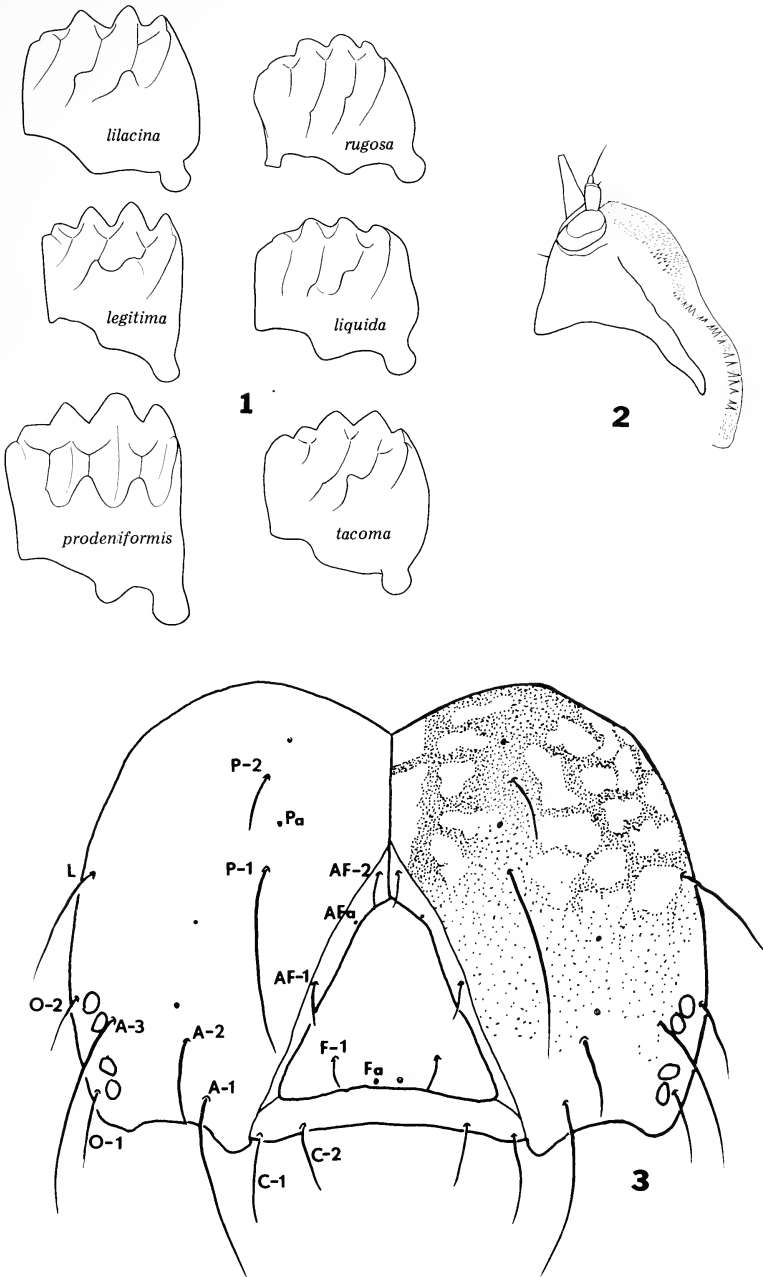 lilacina
rugosa
legitima
liquida
prodeniformis
tacoma
1
2
P-2
Pa
L
P-1
AF-2
AFa
AF-1
O-2
A-3
A-2
F-1
Fa
A-1
O-1
C-2
C-1
3